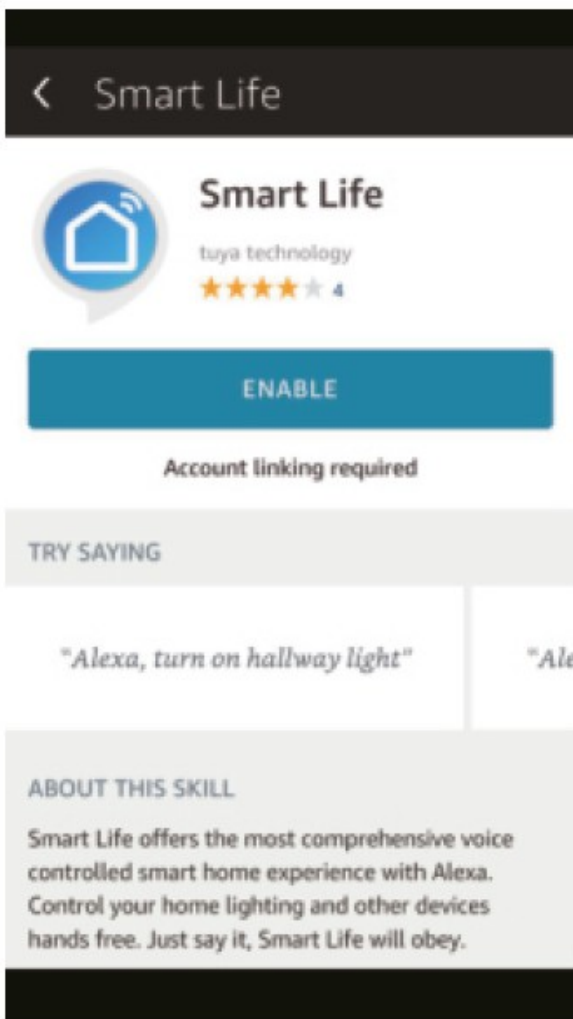 Smart Life
Smart Life
tuya technology
4
ENABLE
Account linking required
TRY SAYING
"Alexa, turn on hallway light"
"Ale
ABOUT THIS SKILL
Smart Life offers the most comprehensive voice
controlled smart home experience with Alexa.
Control your home lighting and other devices
hands free. Just say it, Smart Life will obey.